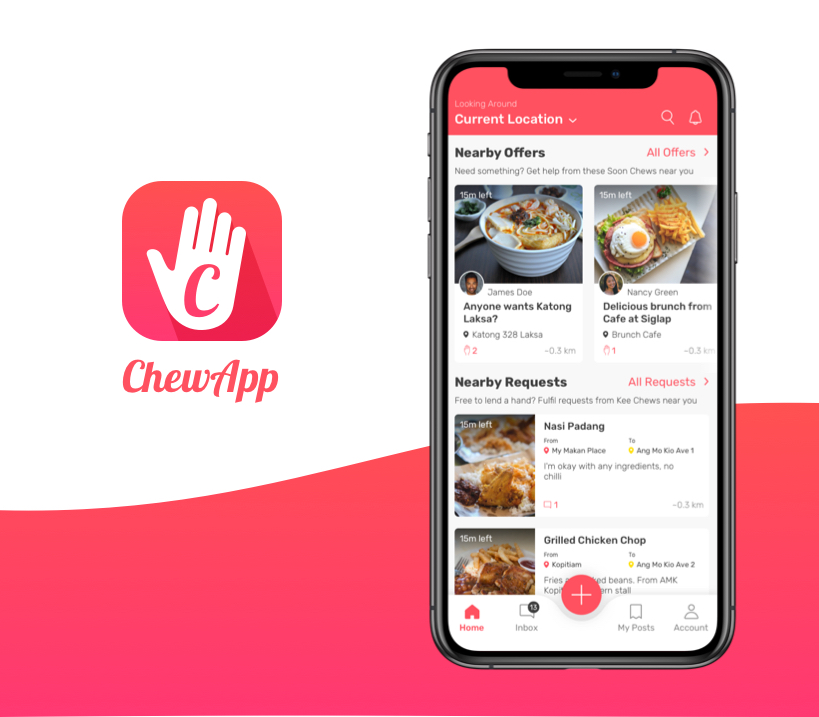 C
ChewApp
Looking Around
Current Location
Nearby Offers
All Offers
Need something? Get help from these Soon Chews near you
15m left
15m left
James Doe
Nancy Green
Anyone wants Katong
Laksa?
Delicious brunch from
Cafe at Siglap
Katong 328 Laksa
Brunch Cafe
2
~0.3 km
1
~0.3 km
Nearby Requests
All Requests
Free to lend a hand? Fulfil requests from Kee Chews near you
15m left
Nasi Padang
From
To
My Makan Place
Ang Mo Kio Ave 1
I'm okay with any ingredients, no
chilli
1
~0.3 km
15m left
Grilled Chicken Chop
From
To
Kopitiam
Ang Mo Kio Ave 2
Fries beans. From AMK
stall
13
Home
Inbox
My Posts
Account